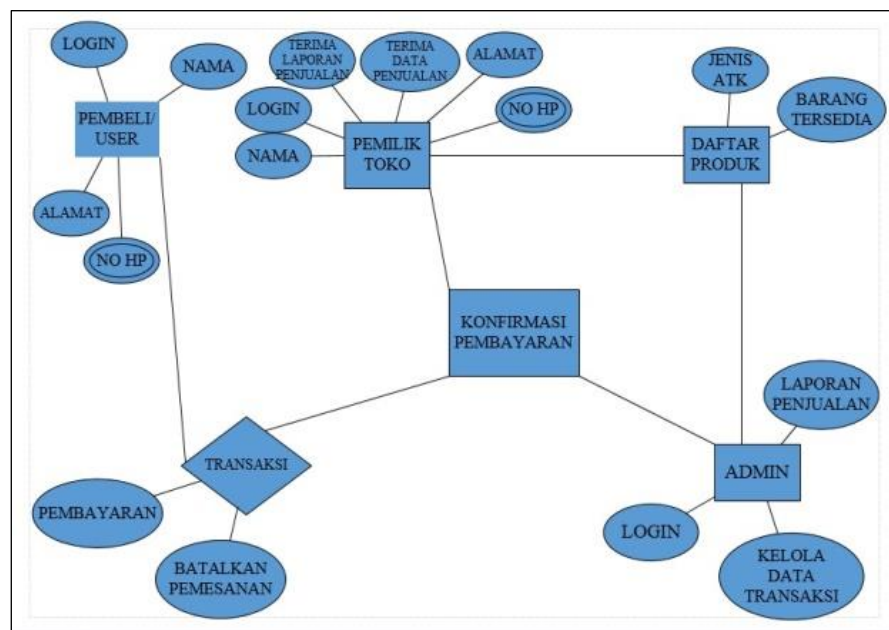 LOGIN
NAMA
PEMBELI/
USER
ALAMAT
NO HP
TERIMA
LAPORAN
PENJUALAN
TERIMA
DATA
PENJUALAN
ALAMAT
LOGIN
NO HP
NAMA
PEMILIK
TOKO
JENIS
ATK
BARANG
TERSEDIA
DAFTAR
PRODUK
KONFIRMASI
PEMBAYARAN
TRANSAKSI
PEMBAYARAN
BATALKAN
PEMESANAN
LAPORAN
PENJUALAN
ADMIN
LOGIN
KELOLA
DATA
TRANSAKSI